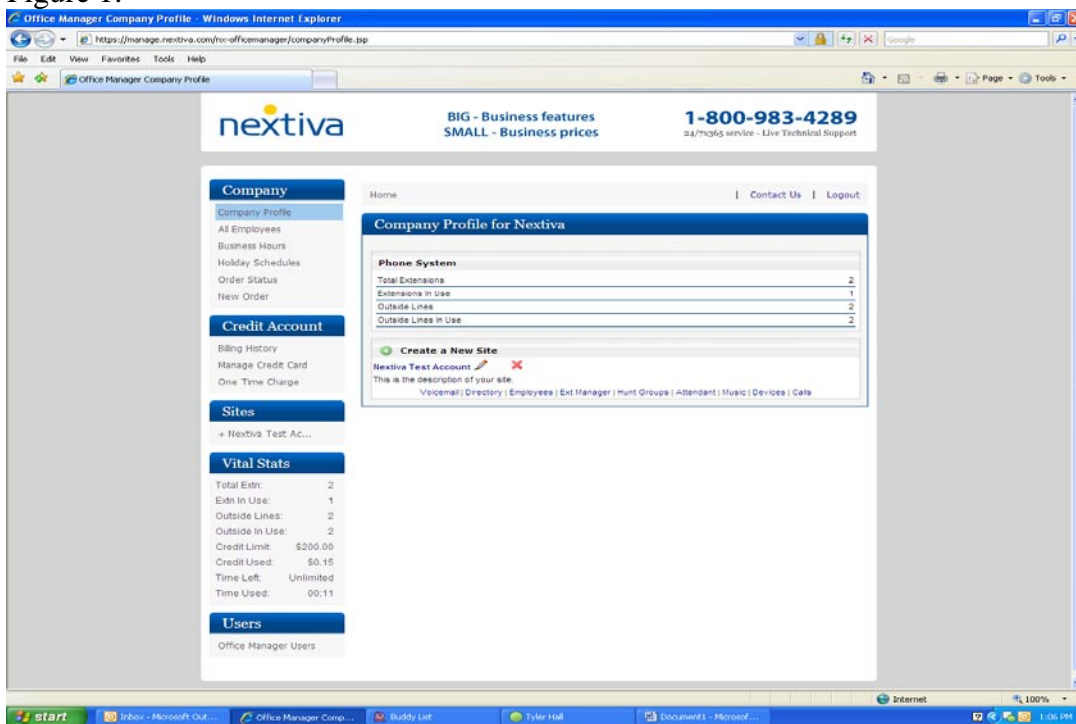 Figure 1:
Office Manager Company Profile - Windows Internet Explorer
https://manage.nextiva.com/ncc-officemanager/companyProfile.jsp
Google
File Edit View Favorites Tools Help
Office Manager Company Profile
Page Tools
nextiva
BIG - Business features
SMALL - Business prices
1-800-983-4289
24/7x365 service - Live Technical Support
Home | Contact Us | Logout
Company
Company Profile
All Employees
Business Hours
Holiday Schedules
Order Status
New Order
Credit Account
Billing History
Manage Credit Card
One Time Charge
Sites
+ Nextiva Test Ac...
Vital Stats
Total Extn: 2
Extn In Use: 1
Outside Lines: 2
Outside In Use: 2
Credit Limit: $200.00
Credit Used: $0.15
Time Left: Unlimited
Time Used: 00:11
Users
Office Manager Users
Company Profile for Nextiva
Phone System
Total Extensions 2
Extensions In Use 1
Outside Lines 2
Outside Lines In Use 2
Create a New Site
Nextiva Test Account
This is the description of your site.
Voicemail | Directory | Employees | Ext Manager | Hunt Groups | Attendant | Music | Devices | Calls
Internet 100%
start Inbox - Microsoft Out... Office Manager Comp... Buddy List Tyler Hall Document1 - Microsof... 1:06 PM